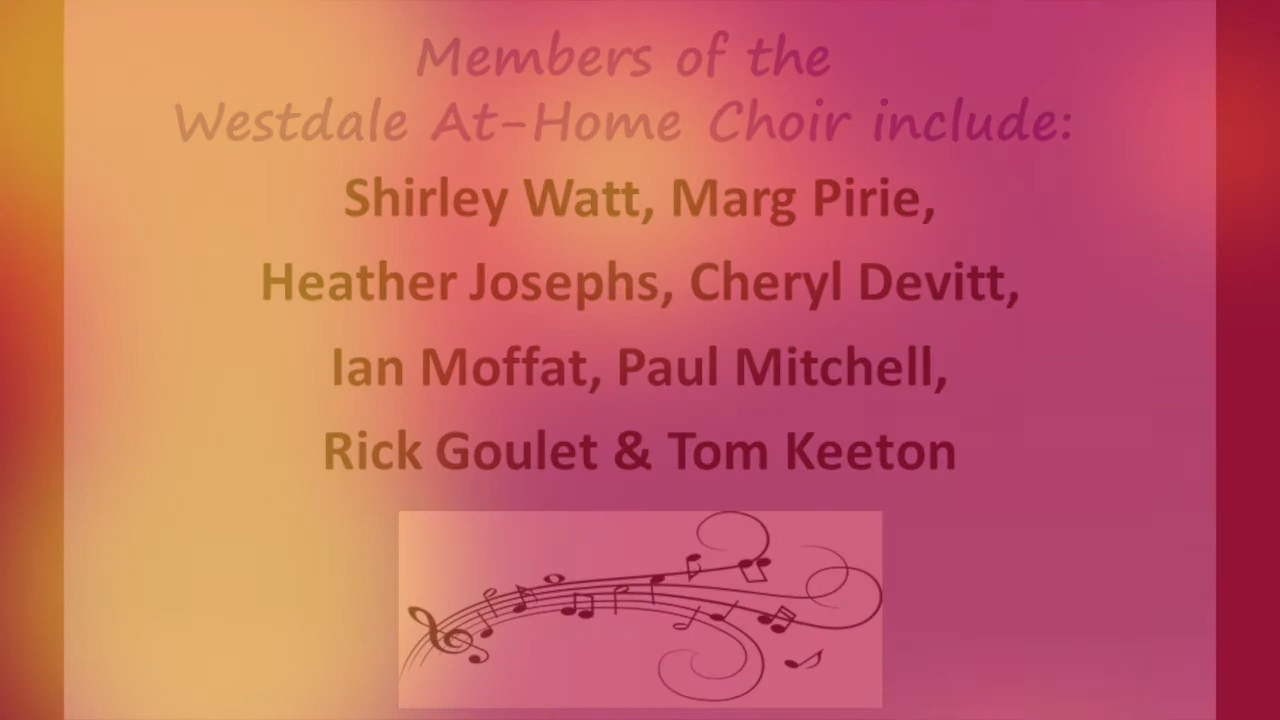 Members of the
Westdale At-Home Choir include:
Shirley Watt, Marg Pirie,
Heather Josephs, Cheryl Devitt,
Ian Moffat, Paul Mitchell,
Rick Goulet & Tom Keeton